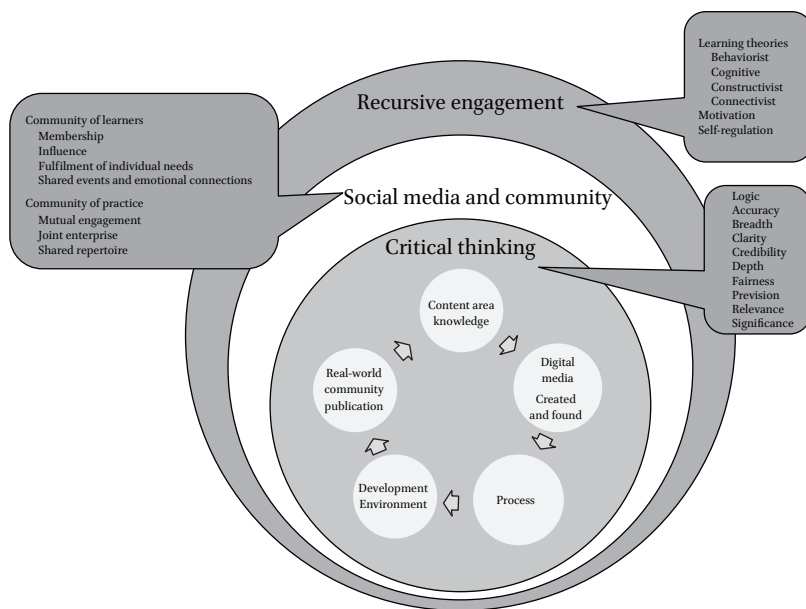 Learning theories
Behaviorist
Cognitive
Constructivist
Connectivist
Motivation
Self-regulation
Recursive engagement
Community of learners
Membership
Influence
Fulfilment of individual needs
Shared events and emotional connections
Community of practice
Mutual engagement
Joint enterprise
Shared repertoire
Social media and community
Logic
Accuracy
Breadth
Clarity
Credibility
Depth
Fairness
Prevision
Relevance
Significance
Critical thinking
Content area
knowledge
Digital
media
Created
and found
Process
Development
Environment
Real-world
community
publication